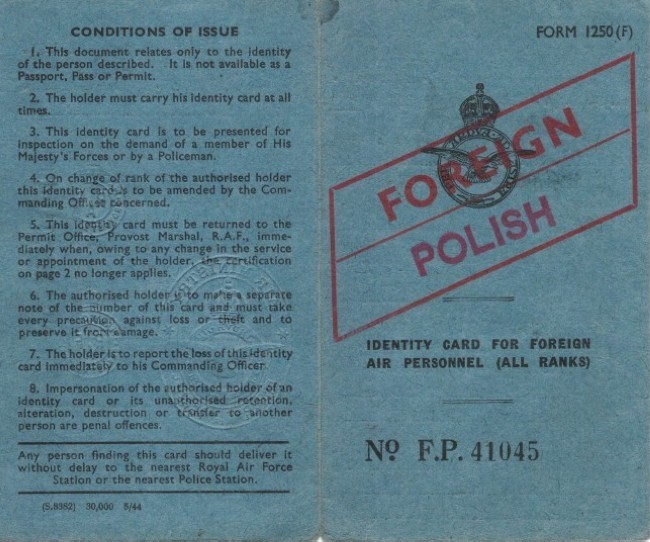 CONDITIONS OF ISSUE
1. This document relates only to the identity
of the person described. It is not available as a
Passport, Pass or Permit.
2. The holder must carry his identity card at all
times.
3. This identity card is to be presented for
inspection on the demand of a member of His
Majesty's Forces or by a Policeman.
4. On change of rank of the authorised holder
this identity card is to be amended by the Com-
manding Officer concerned.
5. This identity card must be returned to the
Permit Office, Provost Marshal, R.A.F., imme-
diately when, owing to any change in the service
or appointment of the holder, the certification
on page 2 no longer applies.
6. The authorised holder is to make a separate
note of the number of this card and must take
every precaution against loss or theft and to
preserve it from damage.
7. The holder is to report the loss of this identity
card immediately to his Commanding Officer.
8. Impersonation of the authorised holder of an
identity card or its unauthorised retention,
alteration, destruction or transfer to another
person are penal offences.
Any person finding this card should deliver it
without delay to the nearest Royal Air Force
Station or the nearest Police Station.
(S.8382) 30,000 5/44
FORM 1250 (F)
FOREIGN
POLISH
IDENTITY CARD FOR FOREIGN
AIR PERSONNEL (ALL RANKS)
No F.P. 41045